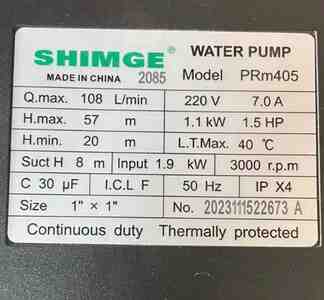 SHIMGE® WATER PUMP
MADE IN CHINA 2085 Model PRm405
Q.max. 108 L/min 220 V 7.0 A
H.max. 57 m 1.1 kW 1.5 HP
H.min. 20 m L.T.Max. 40 ℃
Suct H 8 m Input 1.9 kW 3000 r.p.m
C 30 µF I.C.L F 50 Hz IP X4
Size 1" × 1" No. 2023111522673 A
Continuous duty Thermally protected